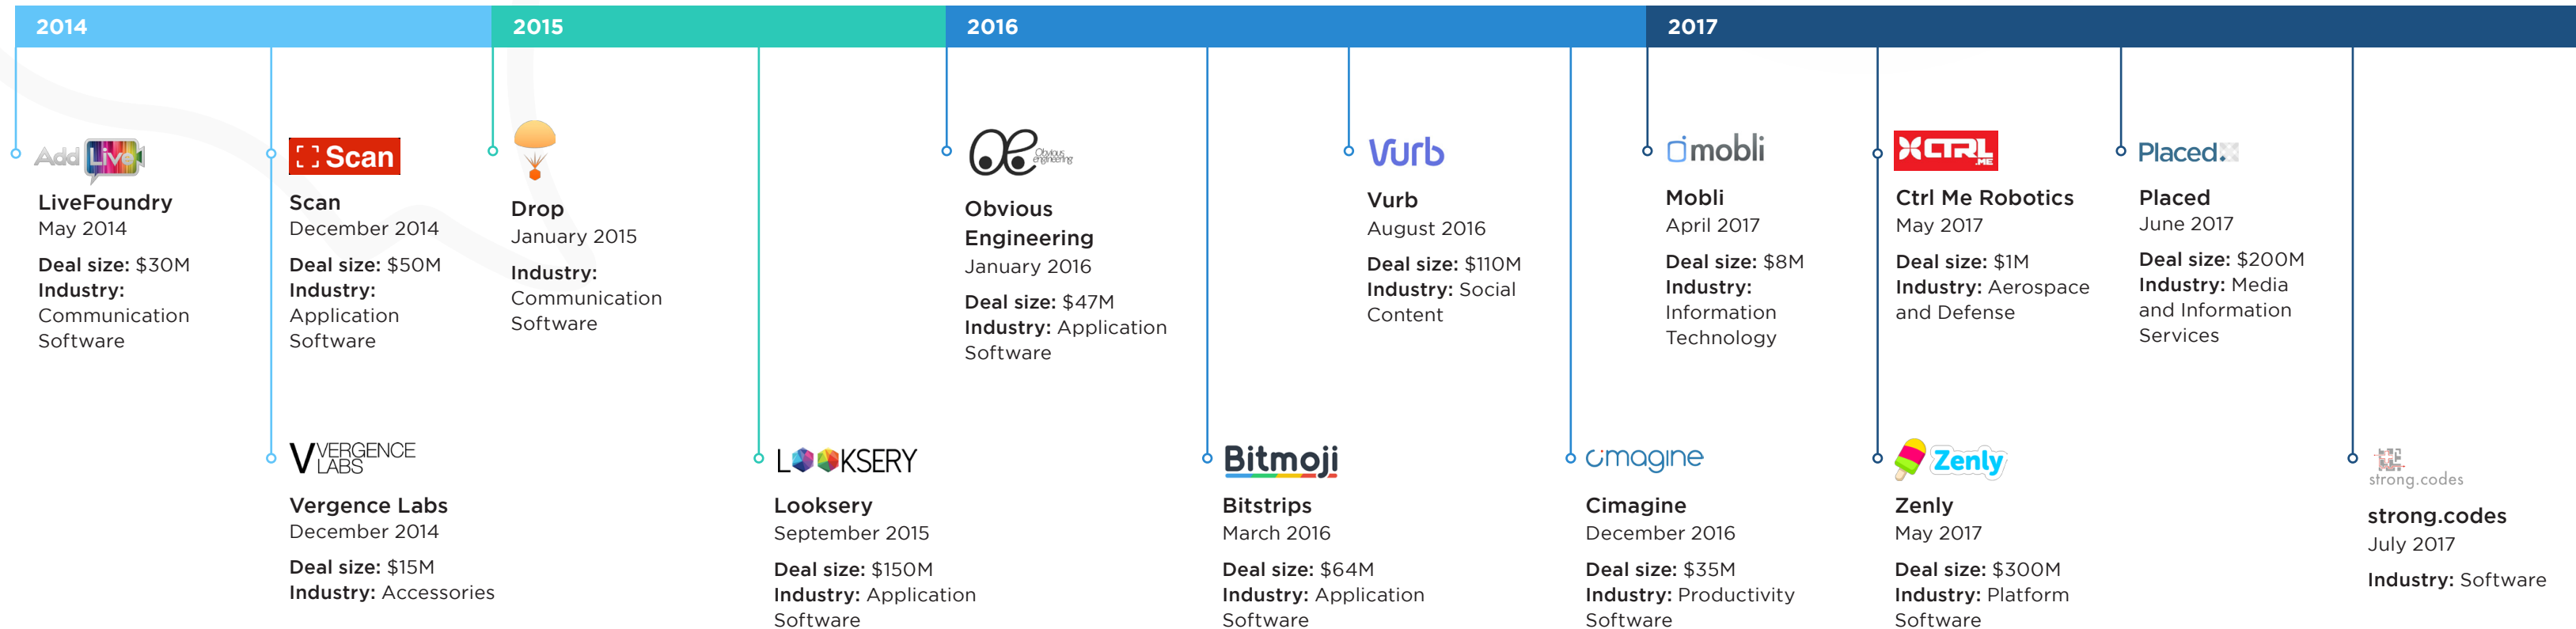 2014
2015
2016
2017
Add Live
LiveFoundry
May 2014
Deal size: $30M
Industry:
Communication
Software
Scan
Scan
December 2014
Deal size: $50M
Industry:
Application
Software
VERGENCE
LABS
Vergence Labs
December 2014
Deal size: $15M
Industry: Accessories
Drop
January 2015
Industry:
Communication
Software
LOOKSERY
Looksery
September 2015
Deal size: $150M
Industry: Application
Software
Obvious
engineering
Obvious
Engineering
January 2016
Deal size: $47M
Industry: Application
Software
Bitmoji
Bitstrips
March 2016
Deal size: $64M
Industry: Application
Software
Vurb
Vurb
August 2016
Deal size: $110M
Industry: Social
Content
cimagine
Cimagine
December 2016
Deal size: $35M
Industry: Productivity
Software
mobli
Mobli
April 2017
Deal size: $8M
Industry:
Information
Technology
CTRL
.ME
Ctrl Me Robotics
May 2017
Deal size: $1M
Industry: Aerospace
and Defense
Zenly
Zenly
May 2017
Deal size: $300M
Industry: Platform
Software
Placed.
Placed
June 2017
Deal size: $200M
Industry: Media
and Information
Services
strong.codes
strong.codes
July 2017
Industry: Software